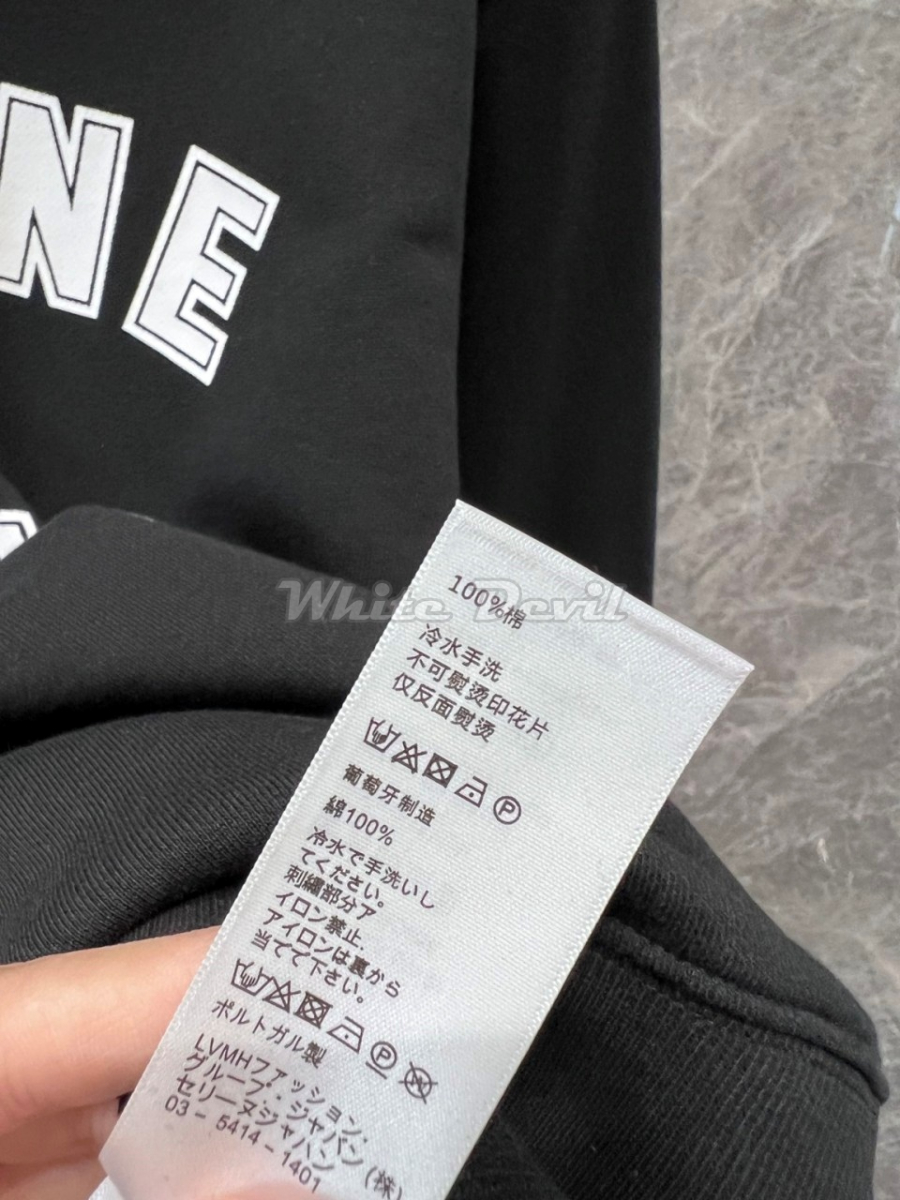 NE
White Devil
100%棉
冷水手洗
不可熨烫印花片
仅反面熨烫
P
葡萄牙制造
綿100%
冷水で手洗いし
てください。
刺繍部分ア
イロン禁止、
アイロンは裏から
当てて下さい。
P
ポルトガル製
LVMHファッション.
グループ.ジャパン
セリーヌジャパン(株)
03-5414-1401